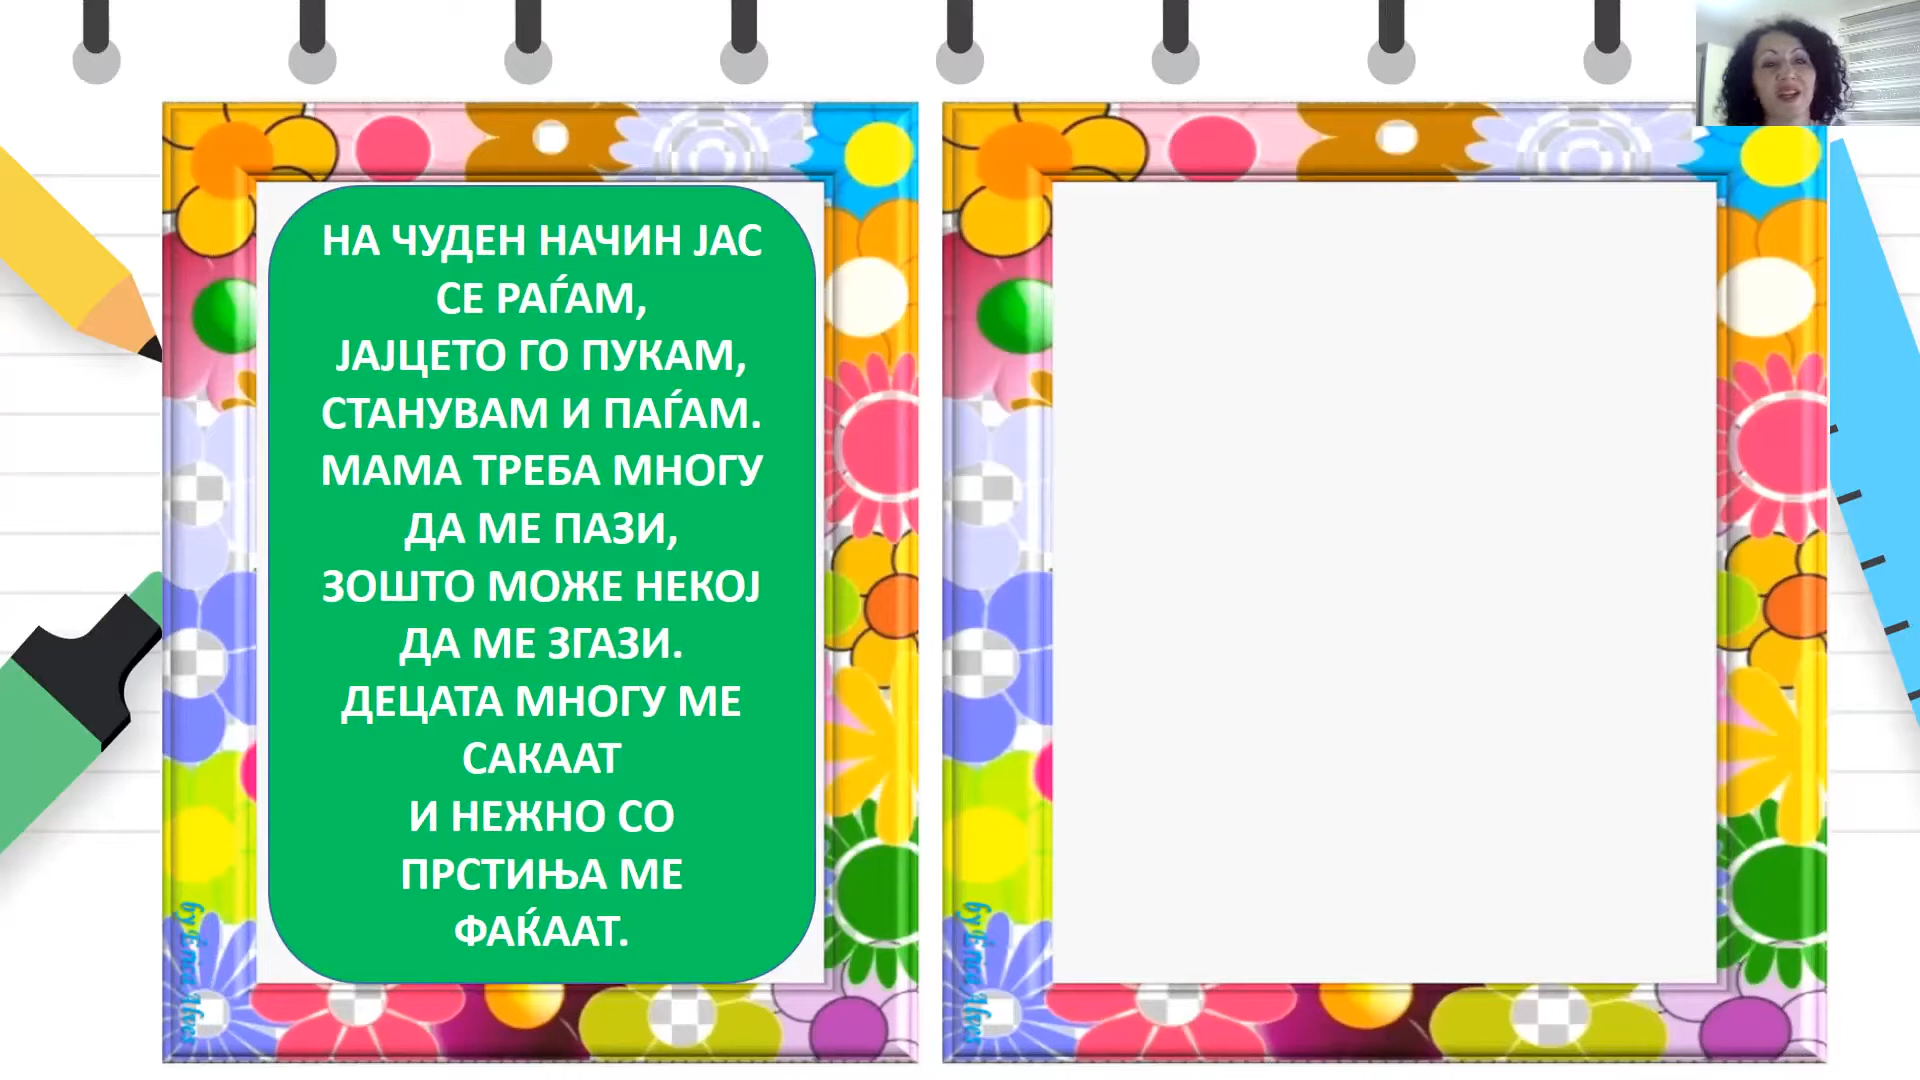 НА ЧУДЕН НАЧИН ЈАС
СЕ РАЃАМ,
ЈАЈЦЕТО ГО ПУКАМ,
СТАНУВАМ И ПАЃАМ.
МАМА ТРЕБА МНОГУ
ДА МЕ ПАЗИ,
ЗОШТО МОЖЕ НЕКОЈ
ДА МЕ ЗГАЗИ.
ДЕЦАТА МНОГУ МЕ
САКААТ
И НЕЖНО СО
ПРСТИЊА МЕ
ФАЌААТ.